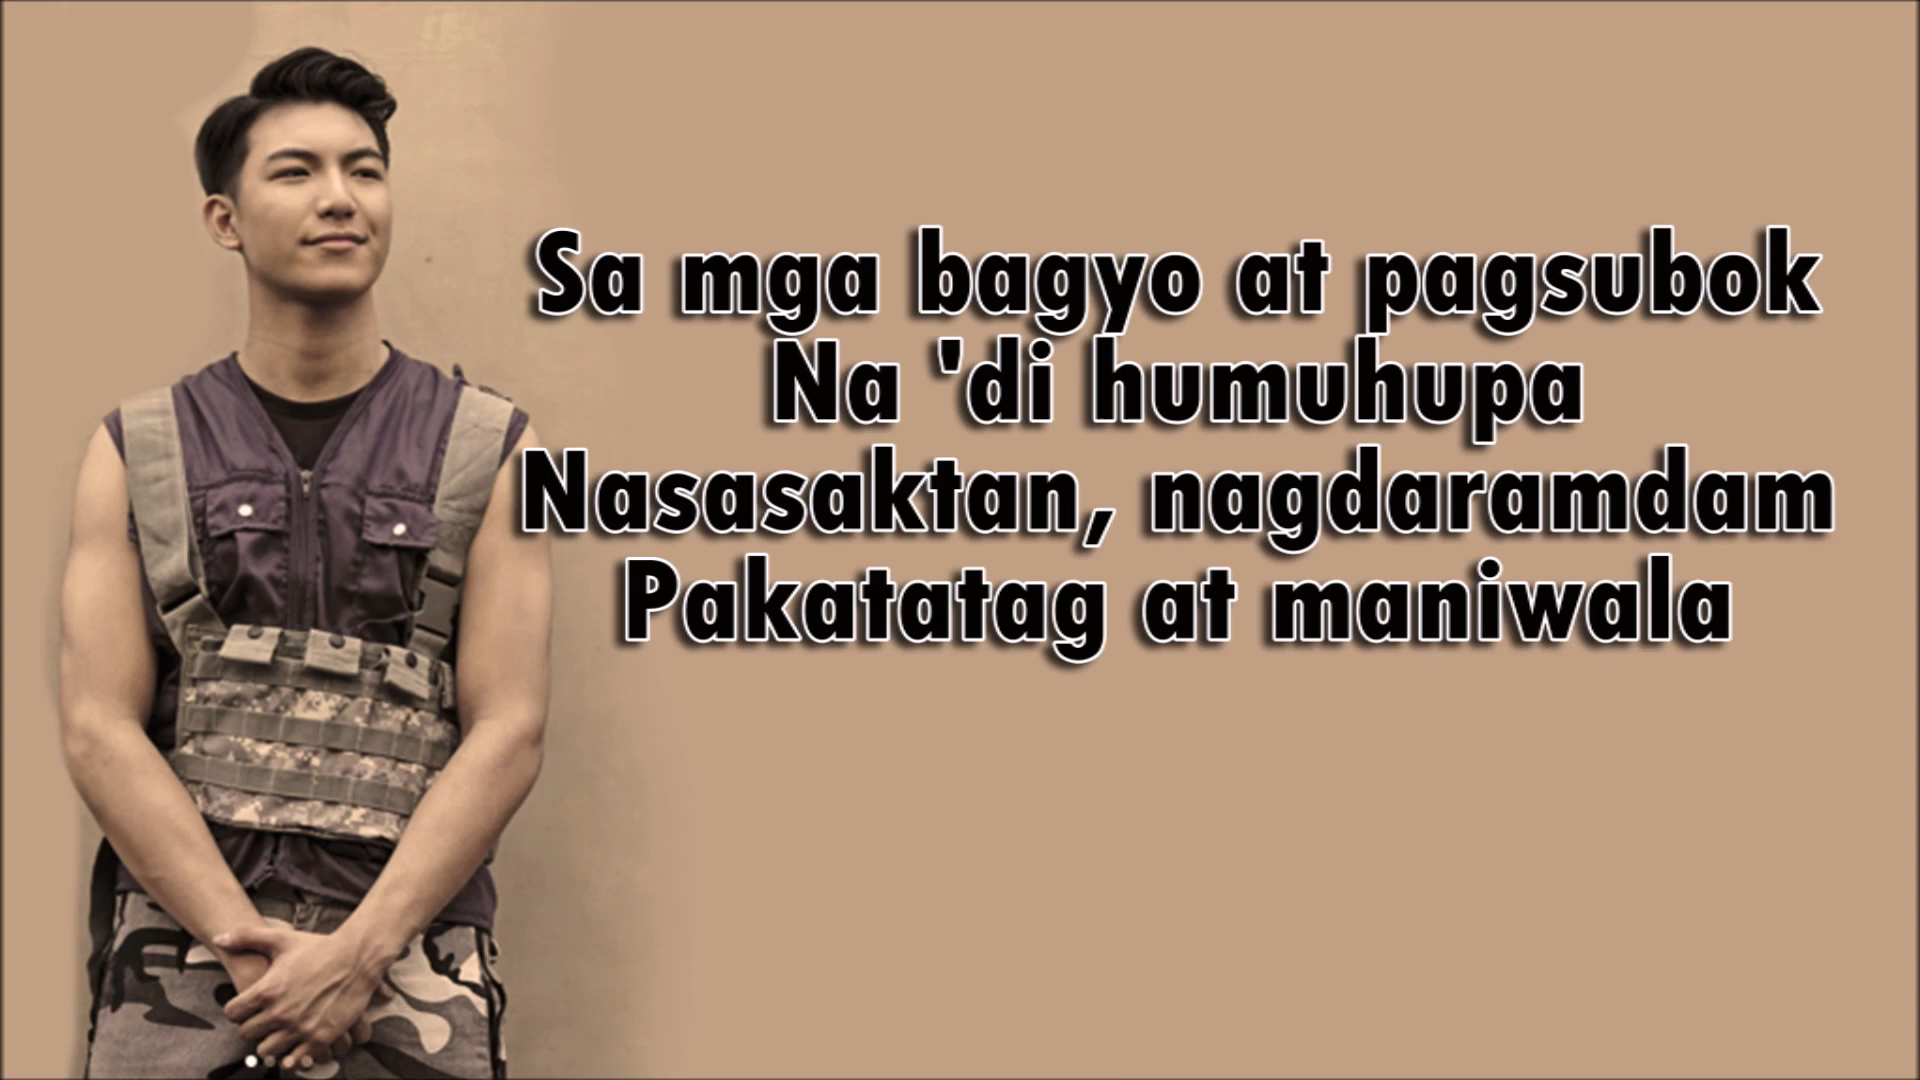 Sa mga bagyo at pagsubok
Na 'di humuhupa
Nasasaktan, nagdaramdam
Pakatatag at maniwala